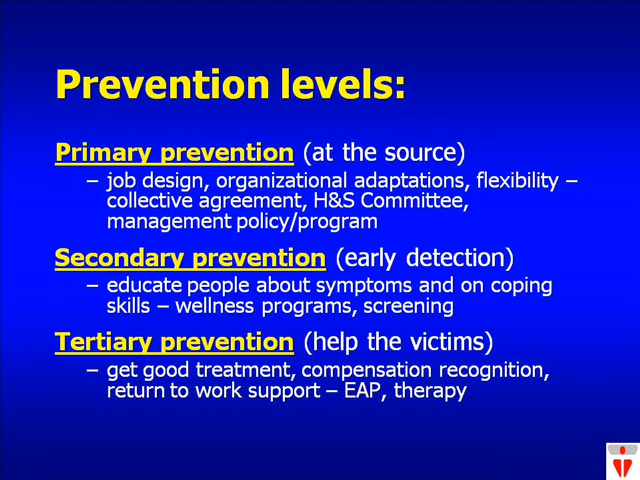 Prevention levels:
Primary prevention (at the source)
– job design, organizational adaptations, flexibility –
collective agreement, H&S Committee,
management policy/program
Secondary prevention (early detection)
– educate people about symptoms and on coping
skills – wellness programs, screening
Tertiary prevention (help the victims)
– get good treatment, compensation recognition,
return to work support – EAP, therapy